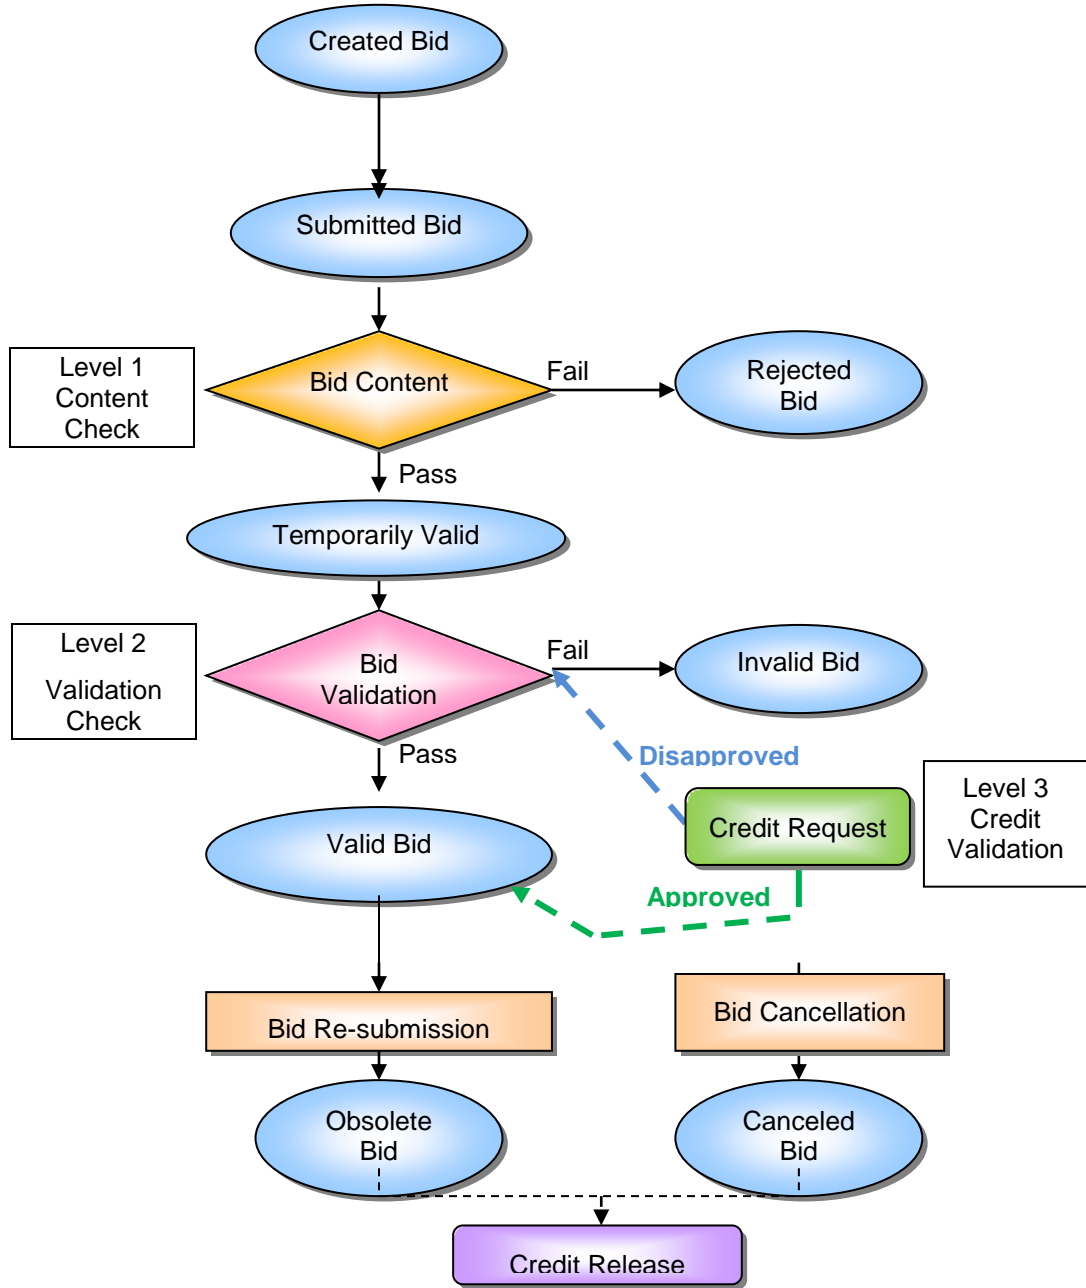 Created Bid
Submitted Bid
Level 1
Content
Check
Bid Content
Fail
Rejected
Bid
Pass
Temporarily Valid
Level 2
Validation
Check
Bid
Validation
Fail
Invalid Bid
Pass
Disapproved
Level 3
Credit
Validation
Credit Request
Valid Bid
Approved
Bid Re-submission
Bid Cancellation
Obsolete
Bid
Canceled
Bid
Credit Release